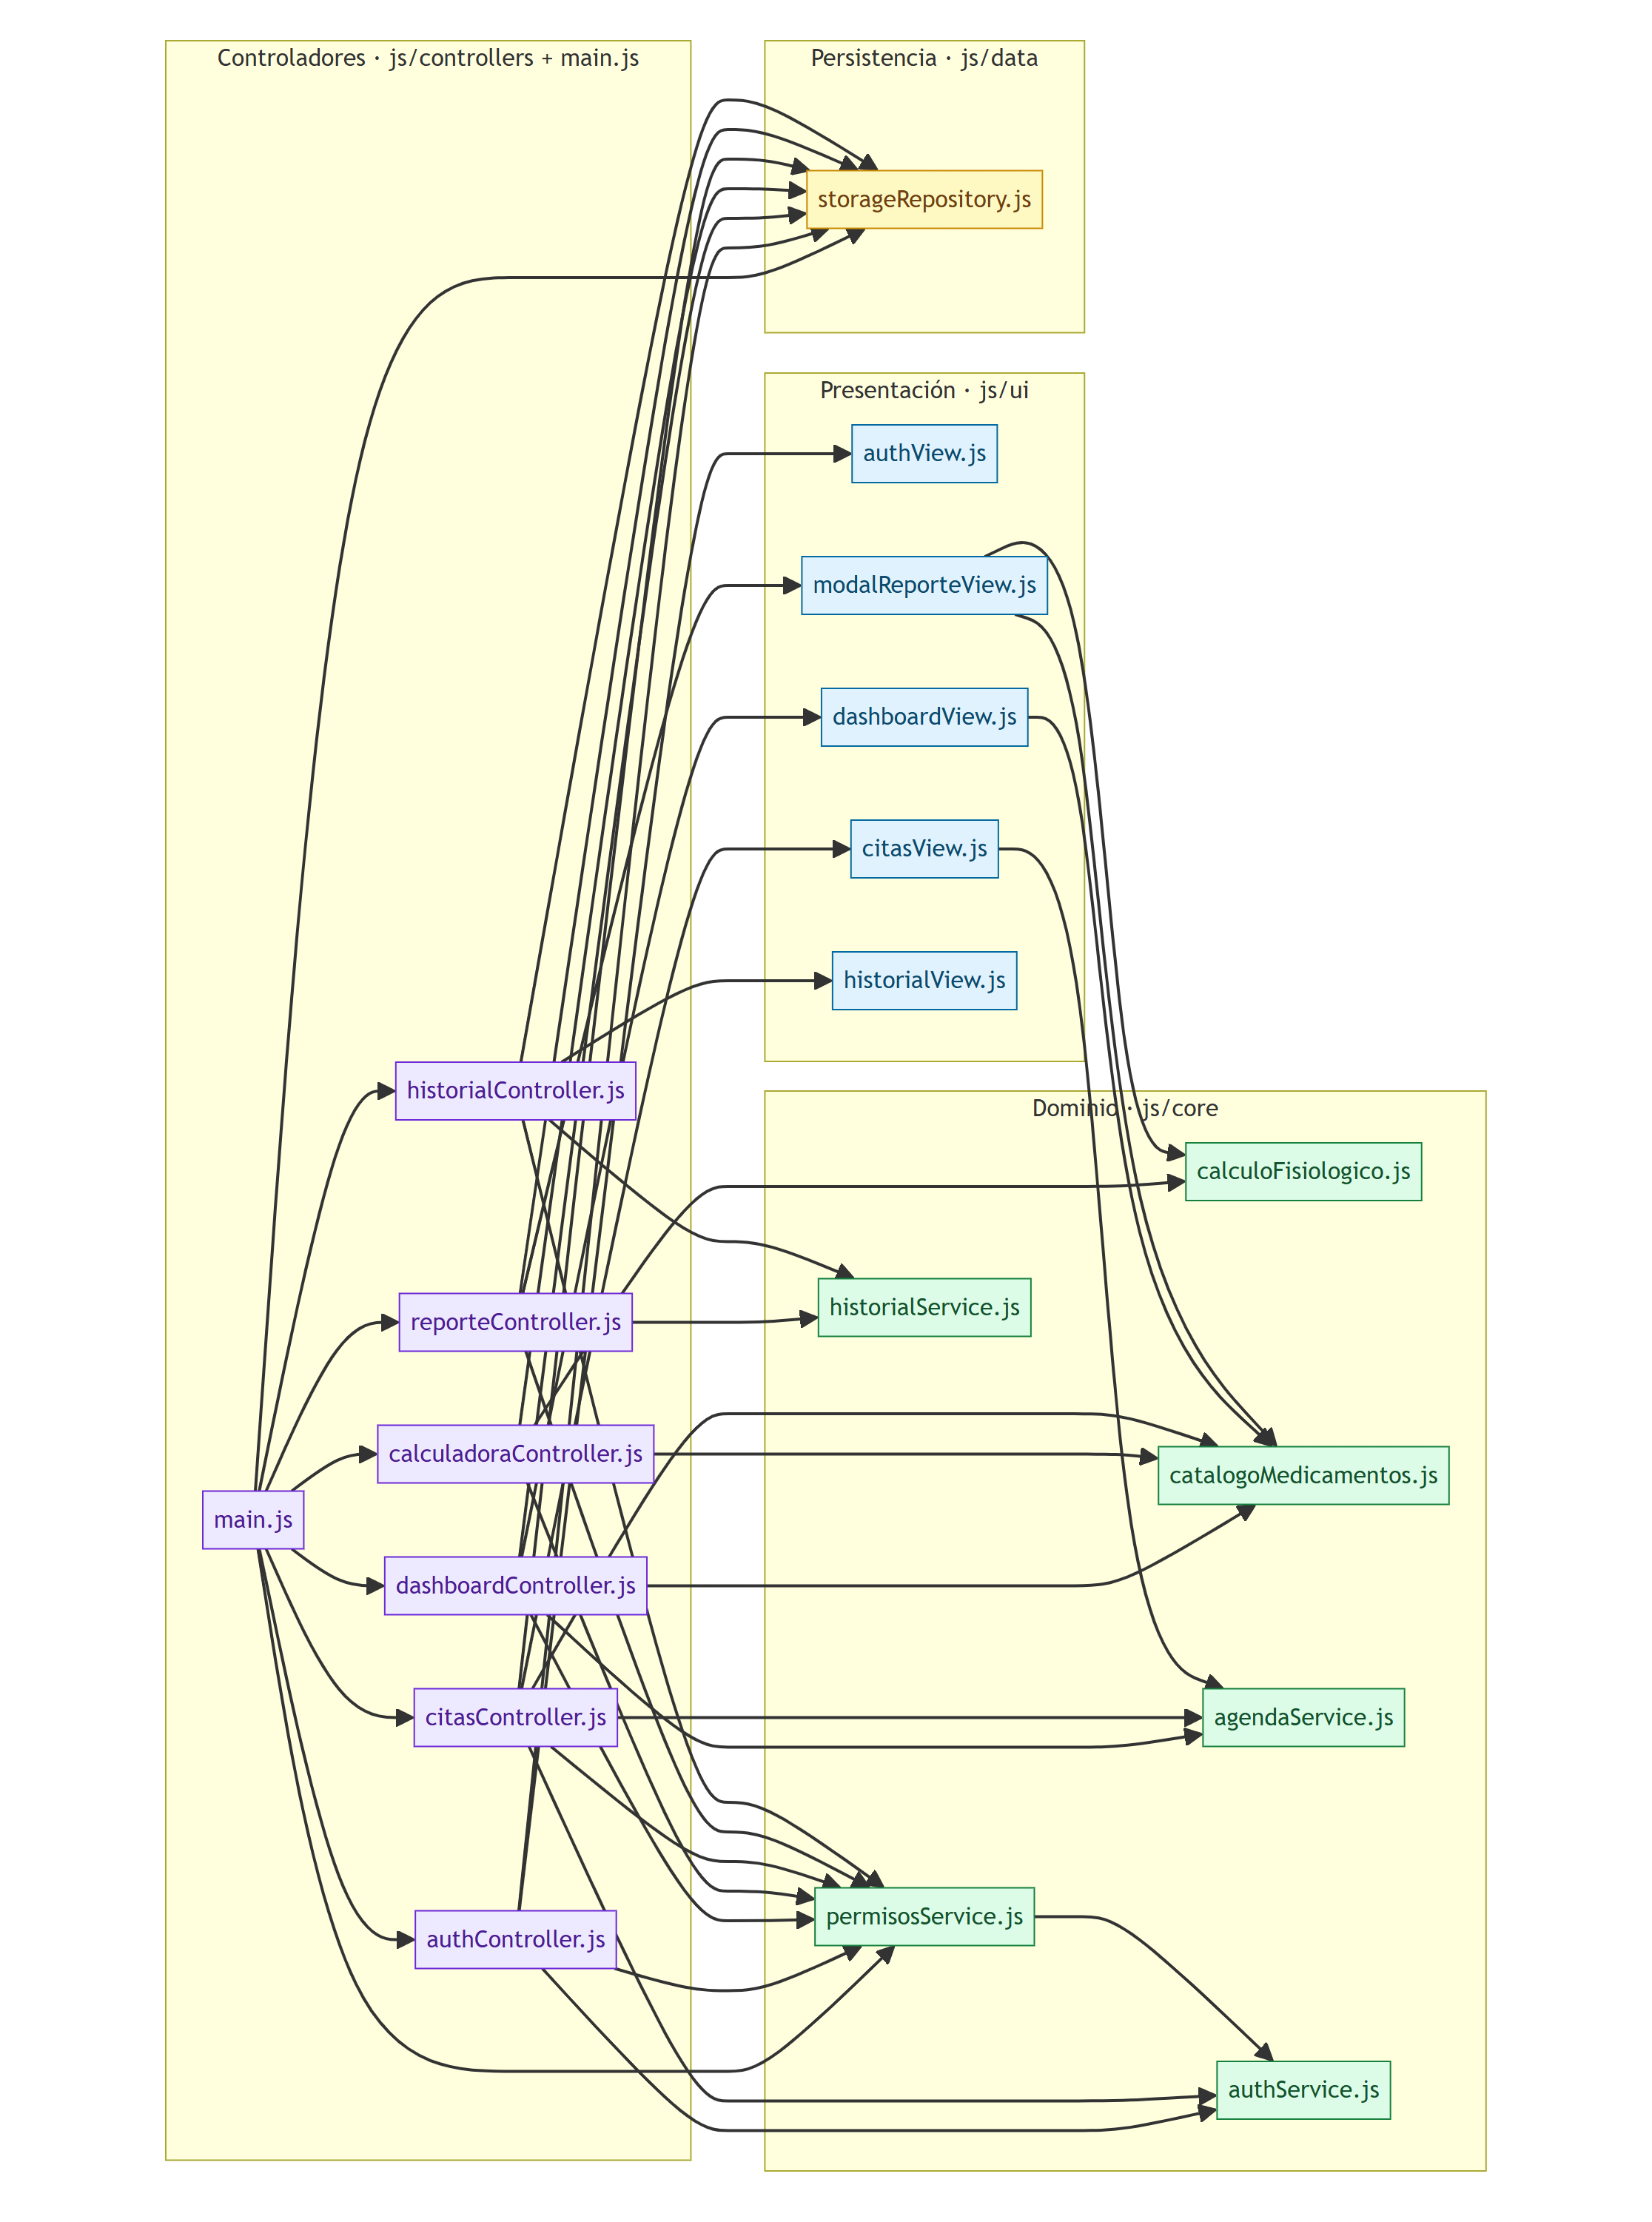 Controladores · js/controllers + main.js
Persistencia · js/data
storageRepository.js
Presentación · js/ui
authView.js
modalReporteView.js
dashboardView.js
citasView.js
historialView.js
historialController.js
Dominio · js/core
calculoFisiologico.js
historialService.js
reporteController.js
calculadoraController.js
catalogoMedicamentos.js
main.js
dashboardController.js
citasController.js
agendaService.js
permisosService.js
authController.js
authService.js